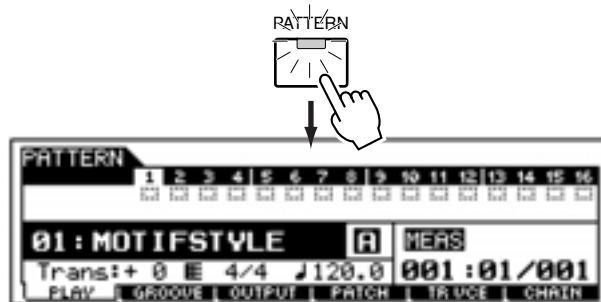 PATTERN
PATTERN
1 2 3 4 5 6 7 8 9 10 11 12 13 14 15 16
01:MOTIFSTYLE A MEAS
Trans:+ 0 4/4 ♩120.0 001:01/001
PLAY GROOVE OUTPUT PATCH TR.VCE CHAIN